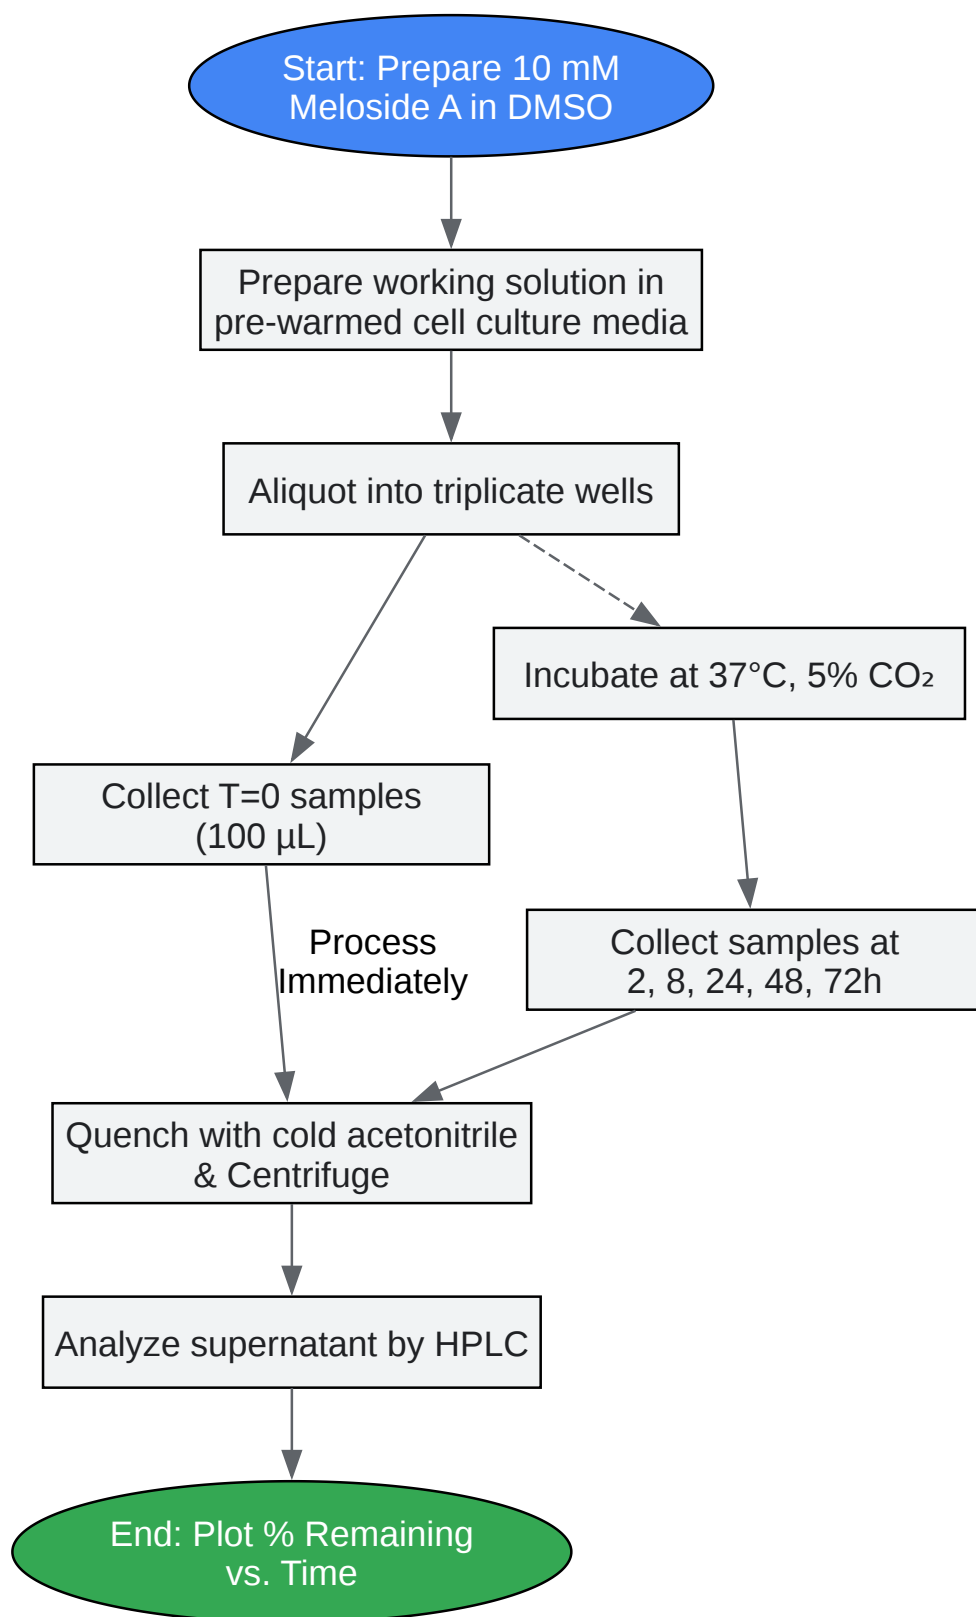 Start: Prepare 10 mM
Meloside A in DMSO
Prepare working solution in
pre-warmed cell culture media
Aliquot into triplicate wells
Incubate at 37°C, 5% CO₂
Collect T=0 samples
(100 µL)
Process
Immediately
Collect samples at
2, 8, 24, 48, 72h
Quench with cold acetonitrile
& Centrifuge
Analyze supernatant by HPLC
End: Plot % Remaining
vs. Time